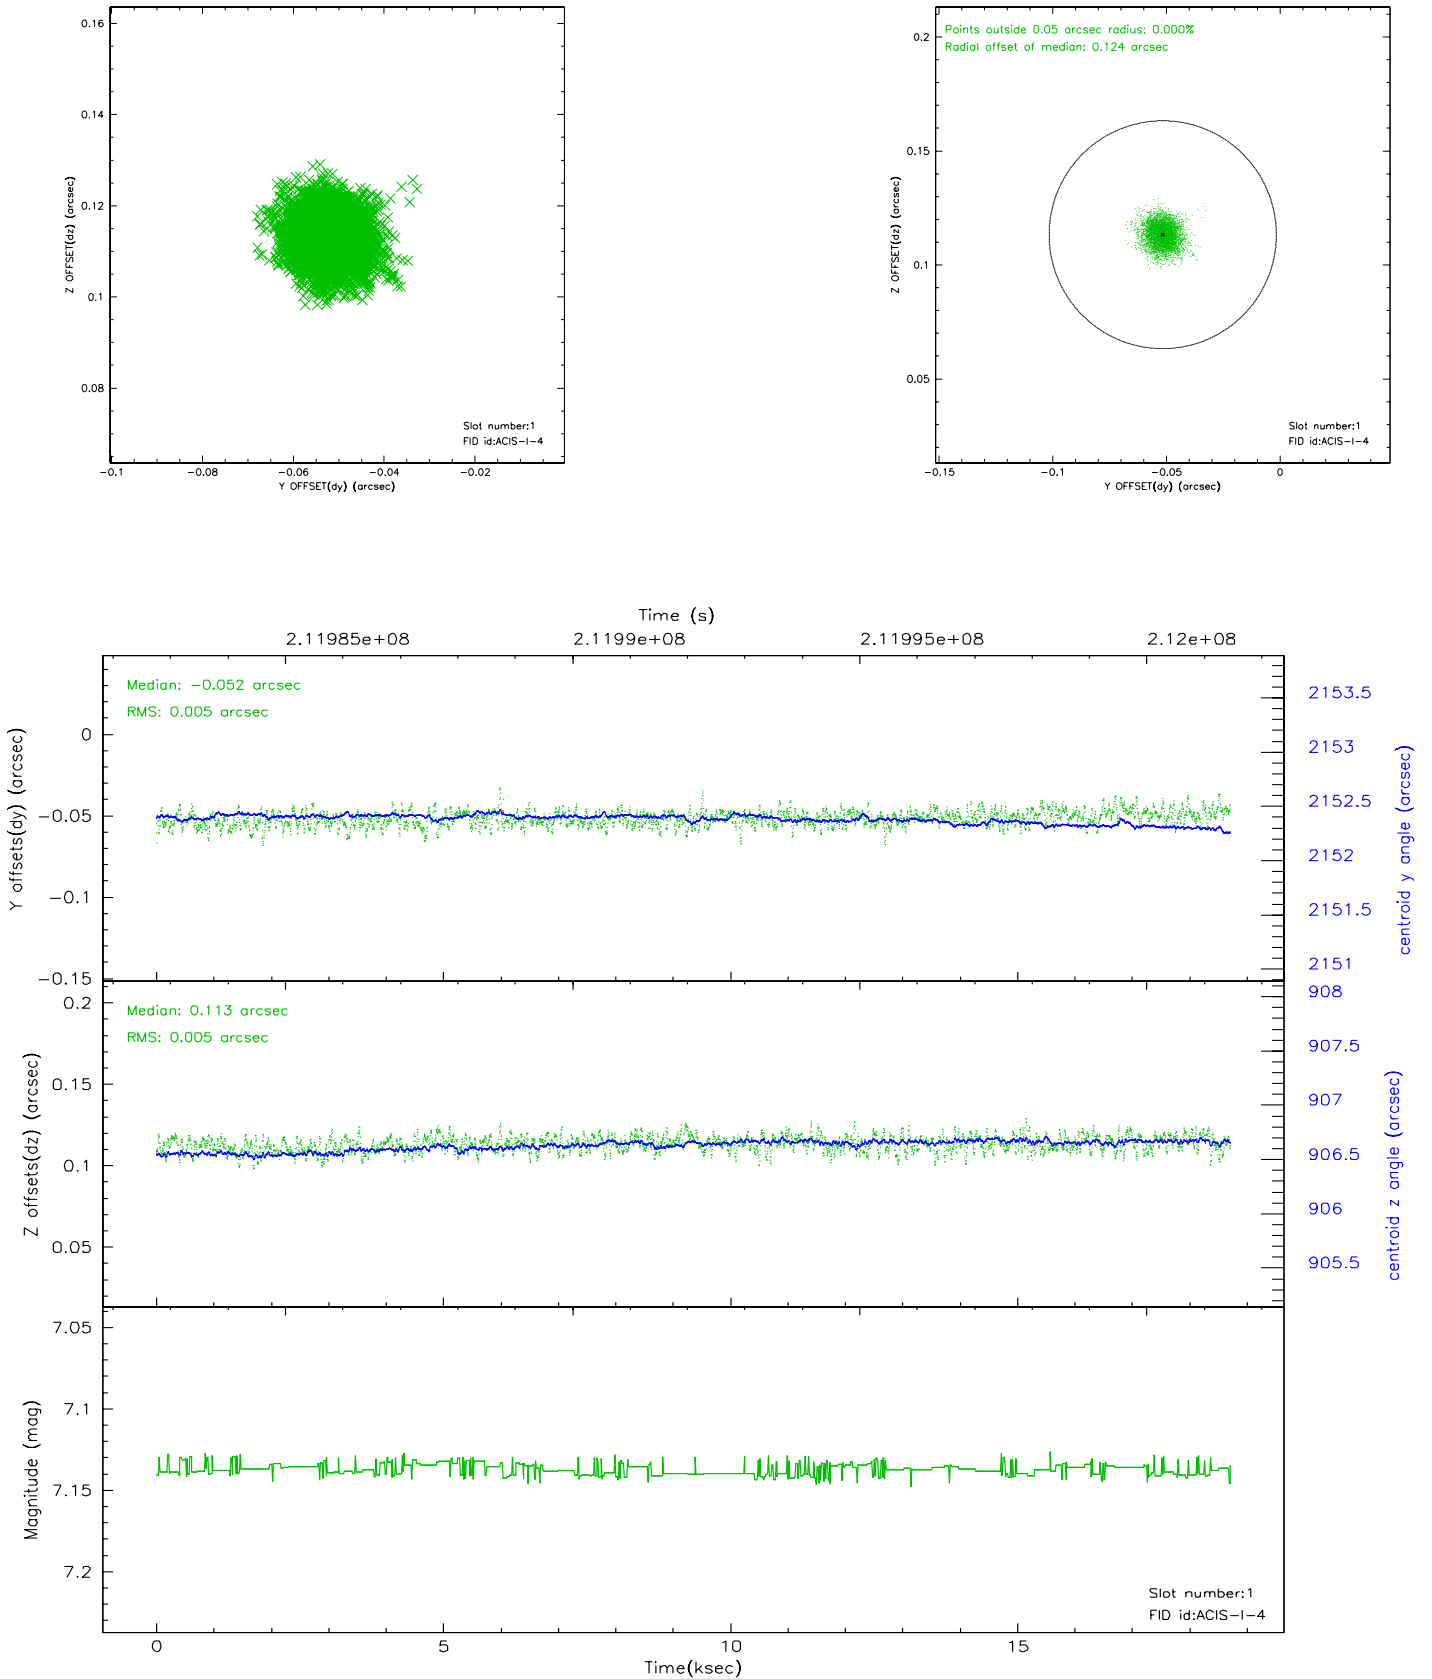 0.16
0.14
0.12
0.1
0.08
Z OFFSET(dz) (arcsec)
Slot number:1
FID id:ACIS-I-4
-0.1
-0.08
-0.06
-0.04
-0.02
Y OFFSET(dy) (arcsec)
Points outside 0.05 arcsec radius: 0.000%
Radial offset of median: 0.124 arcsec
0.2
0.15
0.1
0.05
Z OFFSET(dz) (arcsec)
Slot number:1
FID id:ACIS-I-4
-0.15
-0.1
-0.05
0
Y OFFSET(dy) (arcsec)
Time (s)
2.11985e+08
2.1199e+08
2.11995e+08
2.12e+08
Median: -0.052 arcsec
RMS: 0.005 arcsec
0
-0.05
-0.1
-0.15
Y offsets(dy) (arcsec)
2153.5
2153
2152.5
2152
2151.5
2151
centroid y angle (arcsec)
Median: 0.113 arcsec
RMS: 0.005 arcsec
0.2
0.15
0.1
0.05
Z offsets(dz) (arcsec)
908
907.5
907
906.5
906
905.5
centroid z angle (arcsec)
7.05
7.1
7.15
7.2
Magnitude (mag)
Slot number:1
FID id:ACIS-I-4
0
5
10
15
Time(ksec)